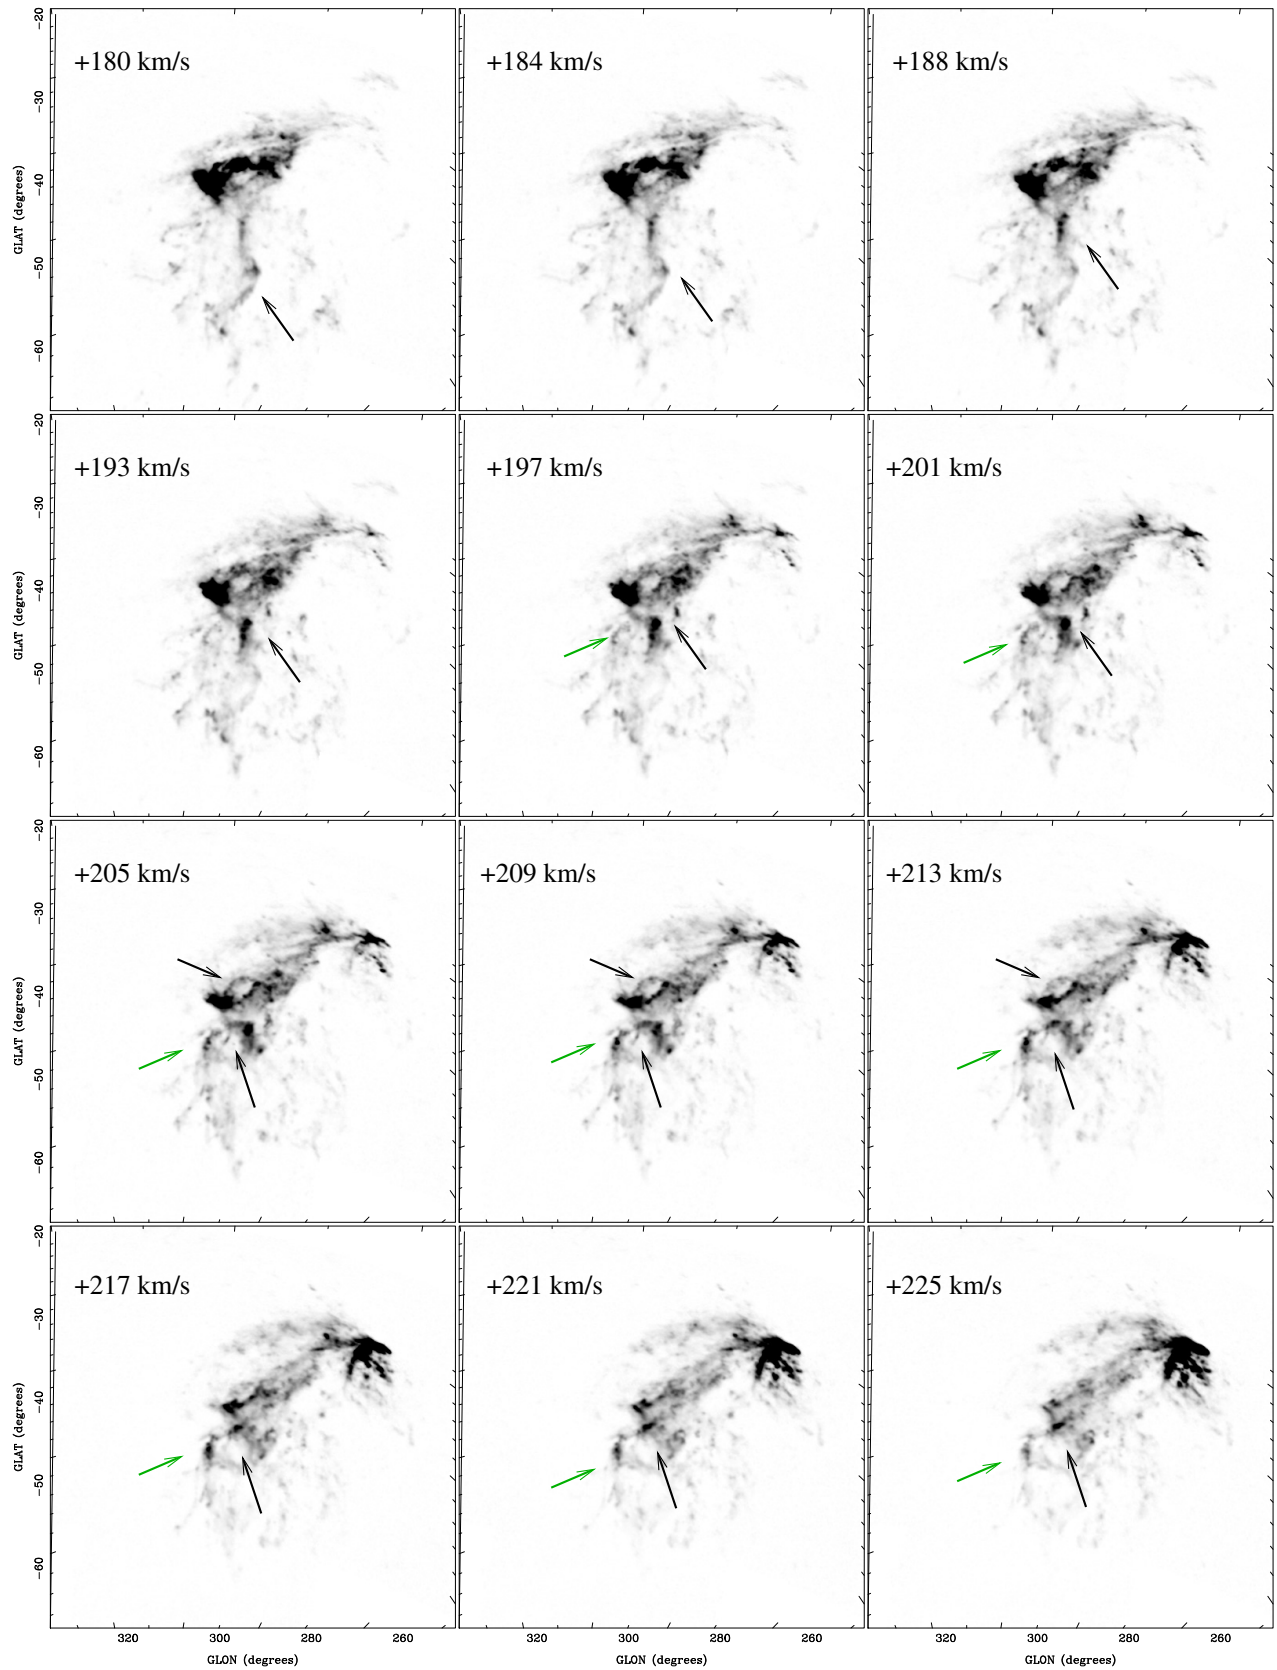 -20
+180 km/s
+184 km/s
+188 km/s
-30
GLAT (degrees)
-40
-50
-60
-20
+193 km/s
+197 km/s
+201 km/s
-30
GLAT (degrees)
-40
-50
-60
-20
+205 km/s
+209 km/s
+213 km/s
-30
GLAT (degrees)
-40
-50
-60
-20
+217 km/s
+221 km/s
+225 km/s
-30
GLAT (degrees)
-40
-50
-60
320 300 280 260 320 300 280 260 320 300 280 260
GLON (degrees) GLON (degrees) GLON (degrees)